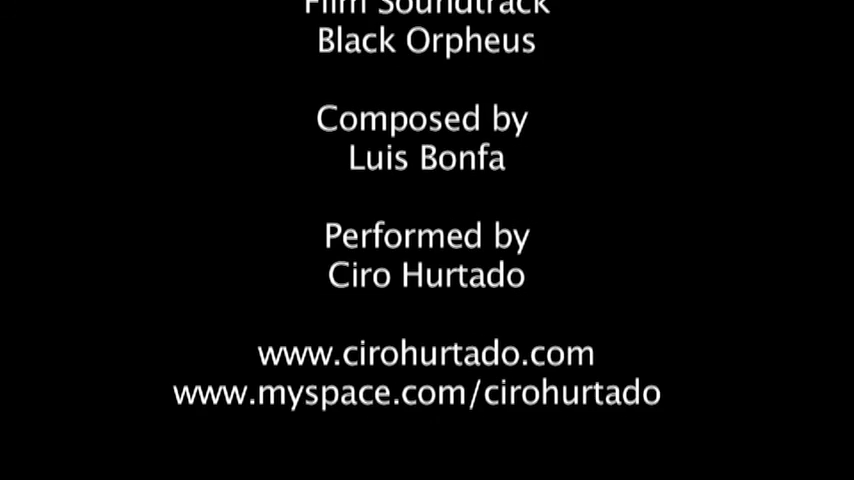 Film Soundtrack
Black Orpheus
Composed by
Luis Bonfa
Performed by
Ciro Hurtado
www.cirohurtado.com
www.myspace.com/cirohurtado